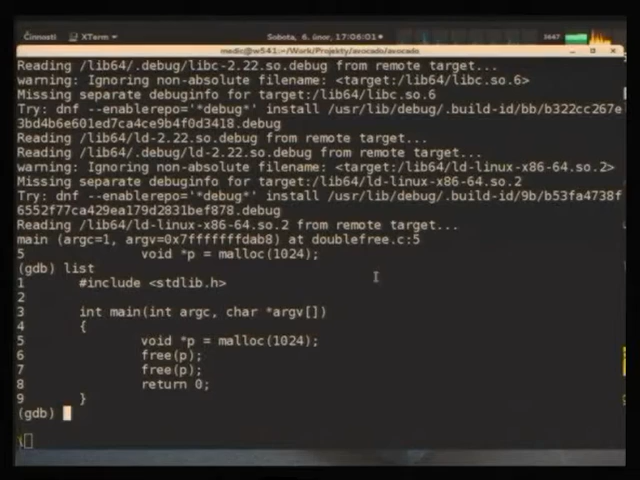 Činnosti XTerm Sobota, 6. únor, 17:06:01
medic@w541:~/Work/Projekty/avocado/avocado
Reading /lib64/.debug/libc-2.22.so.debug from remote target...
warning: Ignoring non-absolute filename: <target:/lib64/libc.so.6>
Missing separate debuginfo for target:/lib64/libc.so.6
Try: dnf --enablerepo='*debug*' install /usr/lib/debug/.build-id/bb/b322cc267e
3bd4b6e601ed7ca4ce9b4f0d3418.debug
Reading /lib64/ld-2.22.so.debug from remote target...
Reading /lib64/.debug/ld-2.22.so.debug from remote target...
warning: Ignoring non-absolute filename: <target:/lib64/ld-linux-x86-64.so.2>
Missing separate debuginfo for target:/lib64/ld-linux-x86-64.so.2
Try: dnf --enablerepo='*debug*' install /usr/lib/debug/.build-id/9b/b53fa4738f
6552f77ca429ea179d2831bef878.debug
Reading /lib64/ld-linux-x86-64.so.2 from remote target...
main (argc=1, argv=0x7fffffffdab8) at doublefree.c:5
5 void *p = malloc(1024);
(gdb) list
1 #include <stdlib.h>
2
3 int main(int argc, char *argv[])
4 {
5 void *p = malloc(1024);
6 free(p);
7 free(p);
8 return 0;
9 }
(gdb)